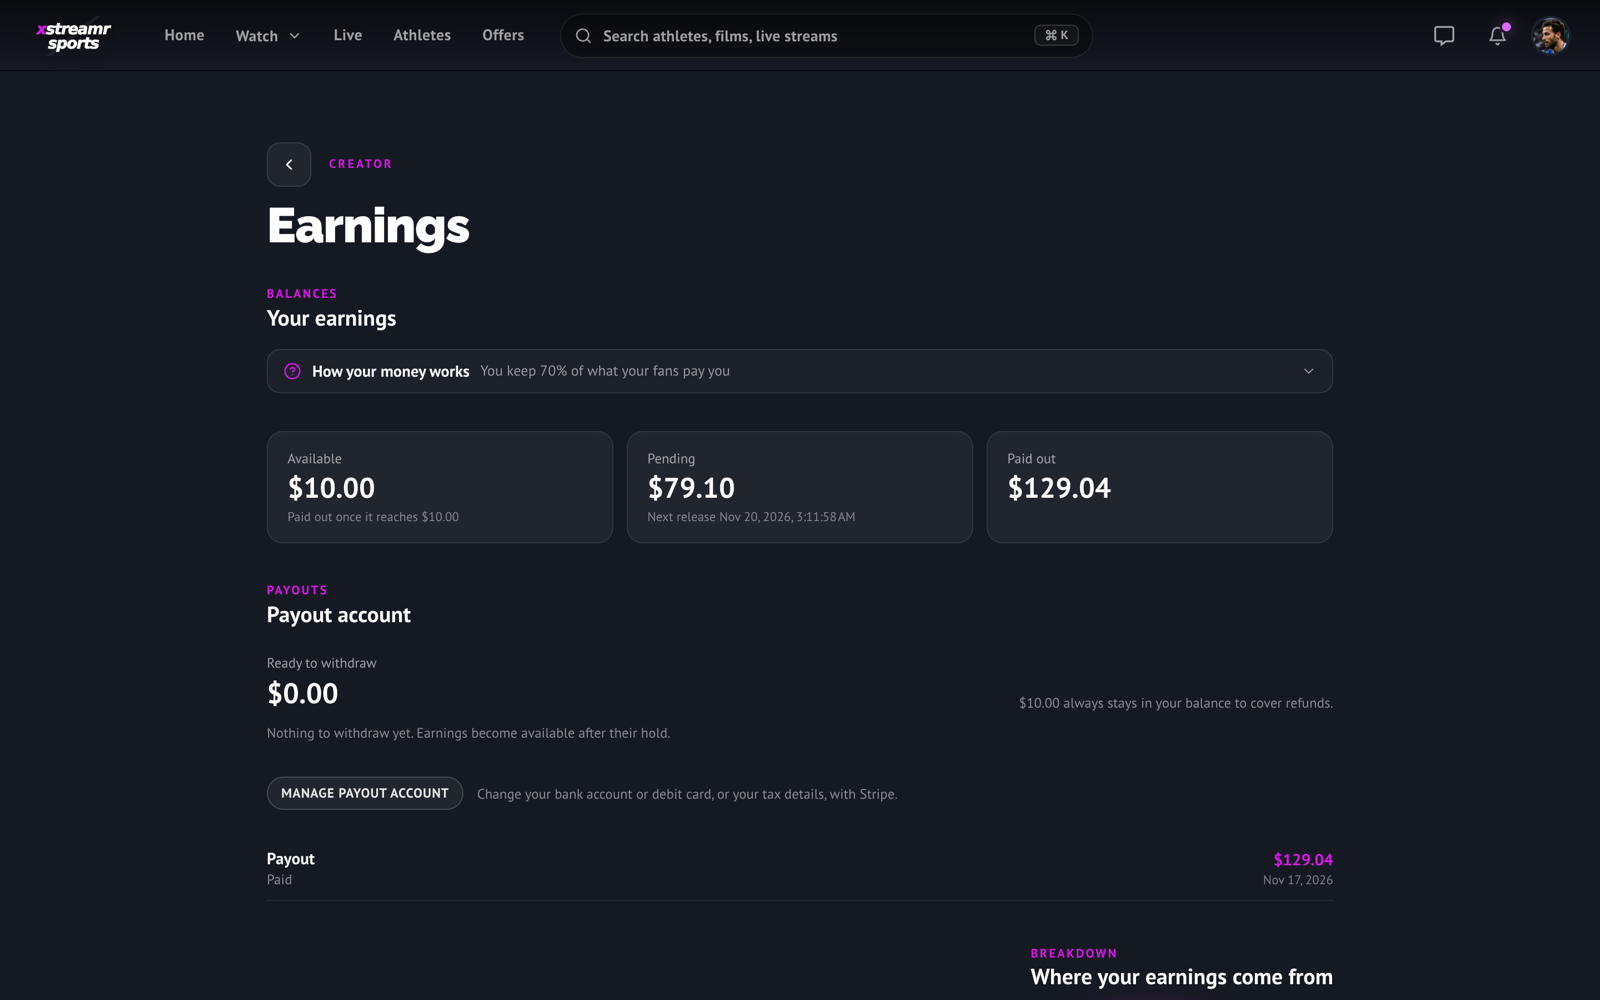 xstreamr
sports
Home
Watch
Live
Athletes
Offers
Search athletes, films, live streams
⌘ K
CREATOR
Earnings
BALANCES
Your earnings
How your money works You keep 70% of what your fans pay you
Available
$10.00
Paid out once it reaches $10.00
Pending
$79.10
Next release Nov 20, 2026, 3:11:58 AM
Paid out
$129.04
PAYOUTS
Payout account
Ready to withdraw
$0.00
$10.00 always stays in your balance to cover refunds.
Nothing to withdraw yet. Earnings become available after their hold.
MANAGE PAYOUT ACCOUNT
Change your bank account or debit card, or your tax details, with Stripe.
Payout
$129.04
Paid
Nov 17, 2026
BREAKDOWN
Where your earnings come from